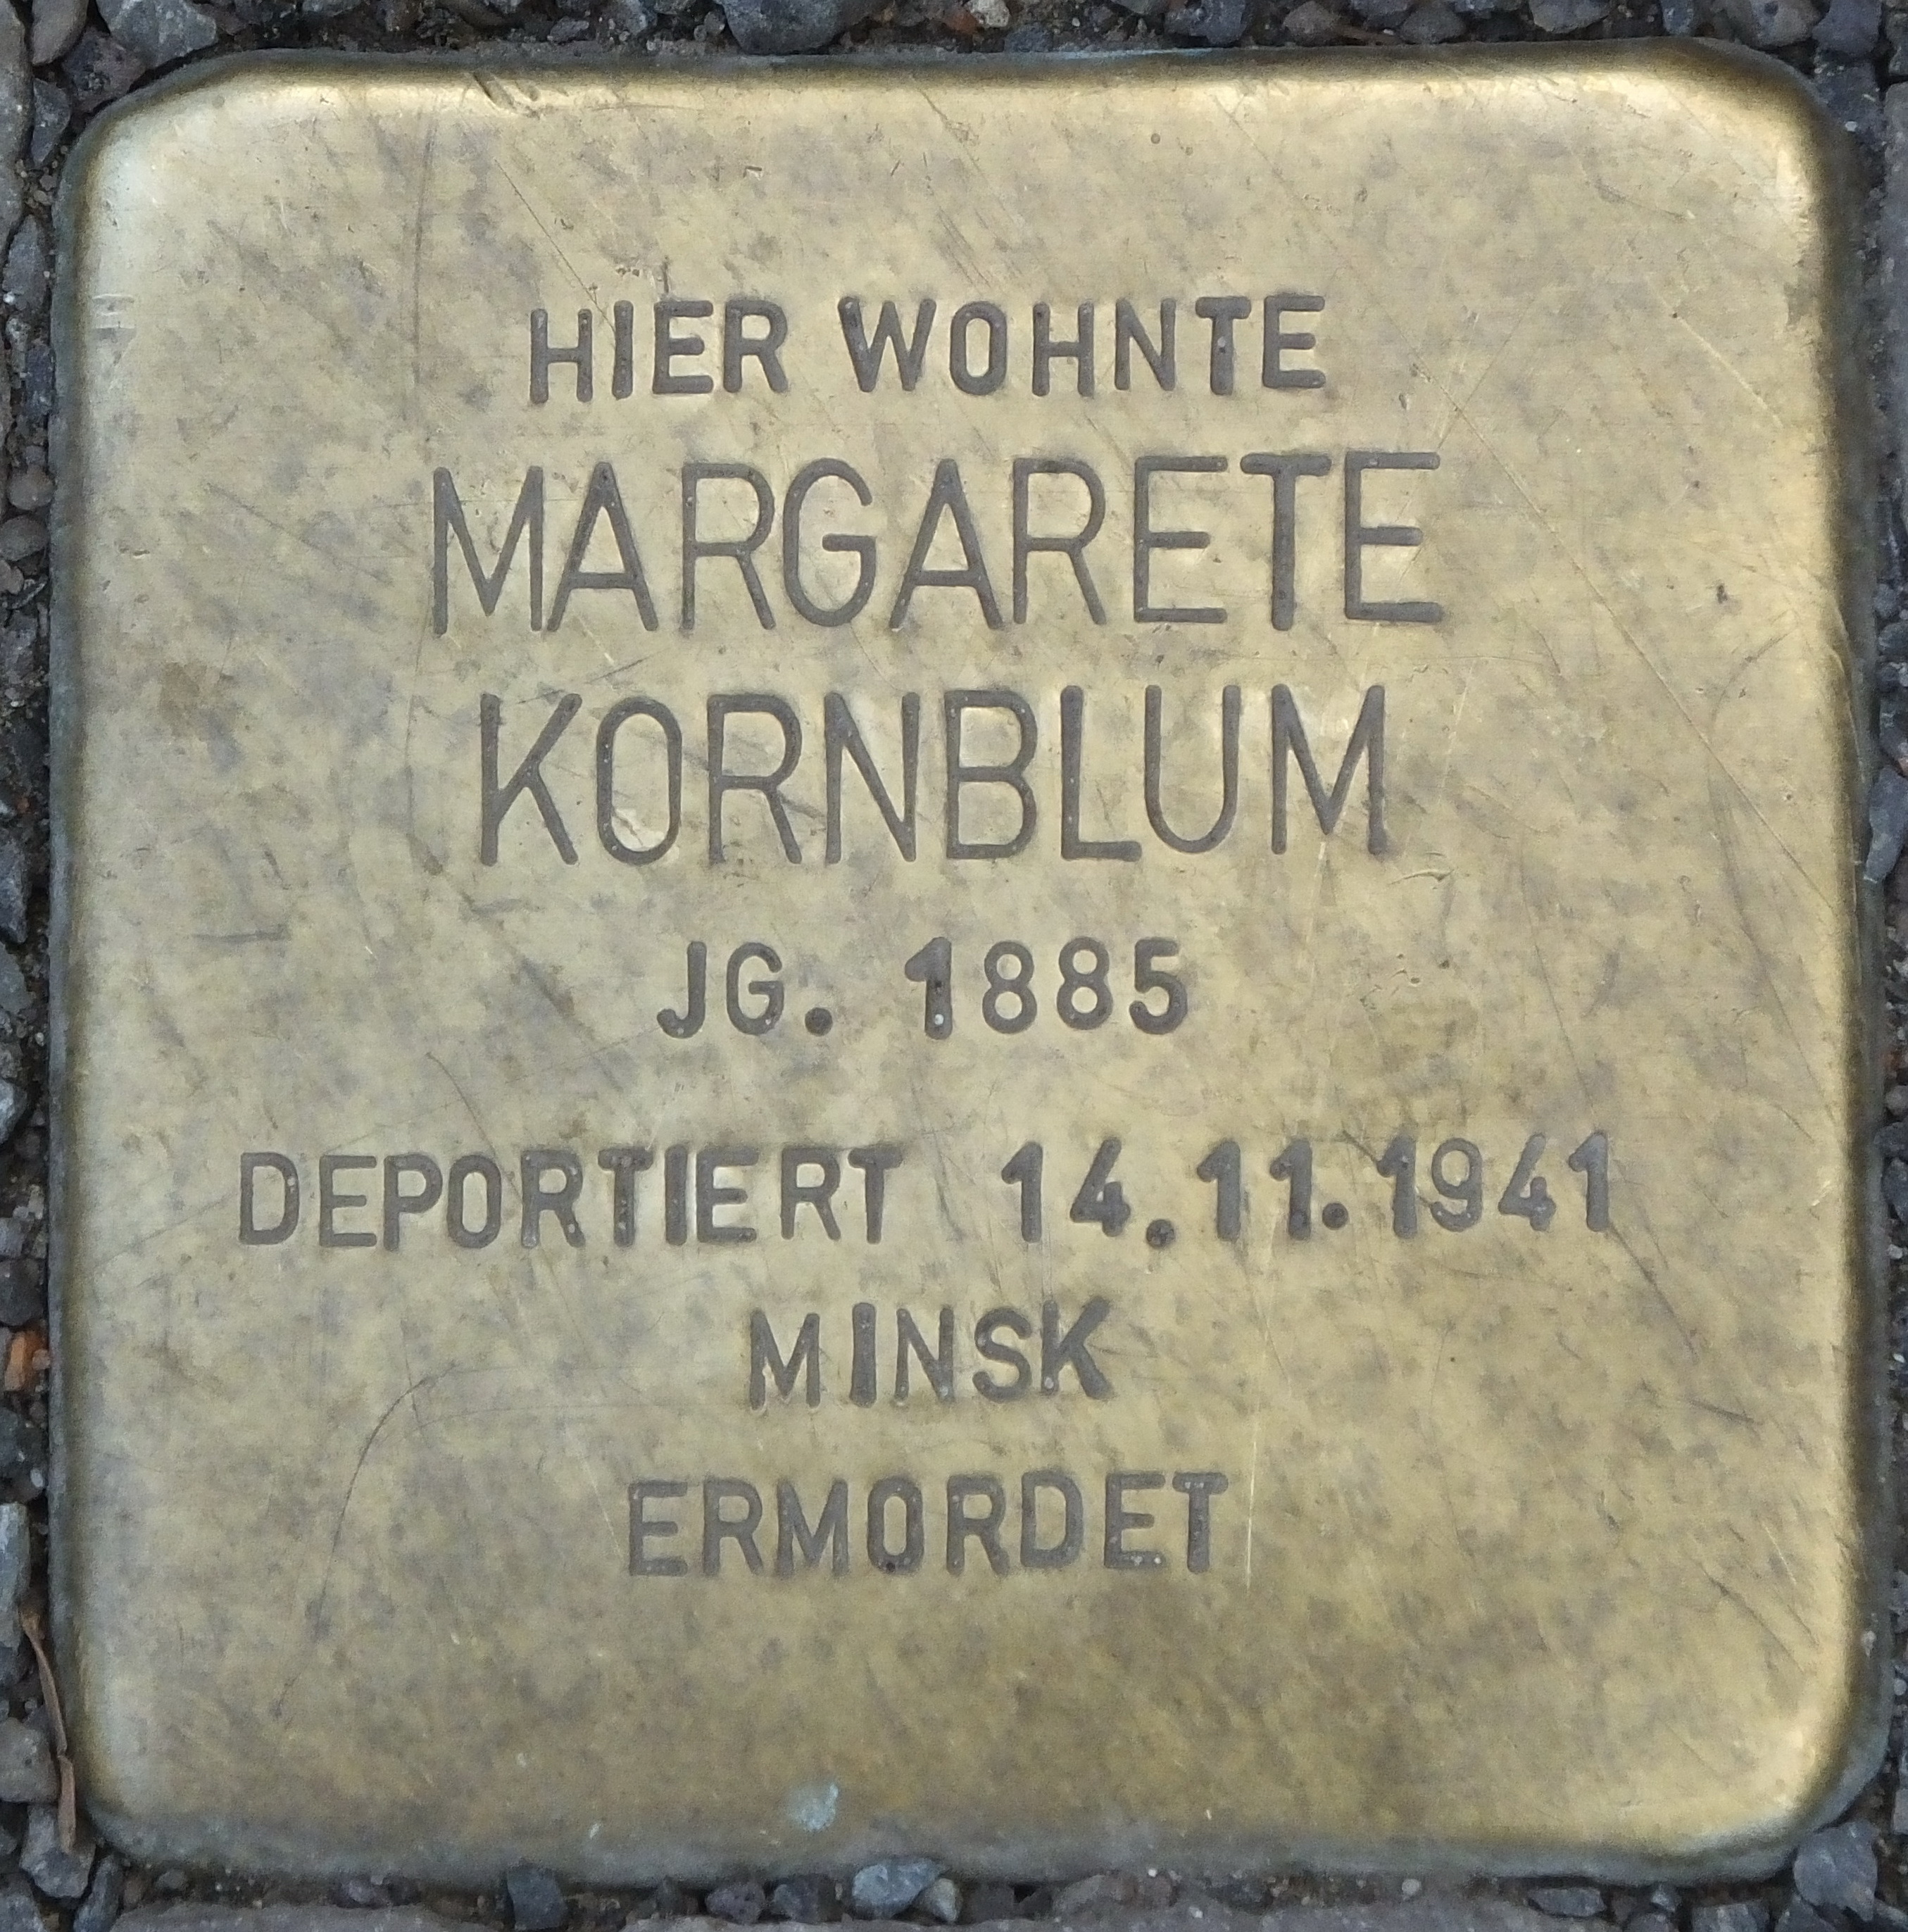 HIER WOHNTE
MARGARETE
KORNBLUM
JG. 1885
DEPORTIERT 14.11.1941
MINSK
ERMORDET